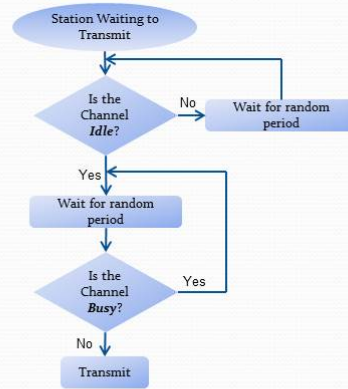 Station Waiting to
Transmit
Is the
Channel
Idle?
No
Wait for random
period
Yes
Wait for random
period
Is the
Channel
Busy?
Yes
No
Transmit